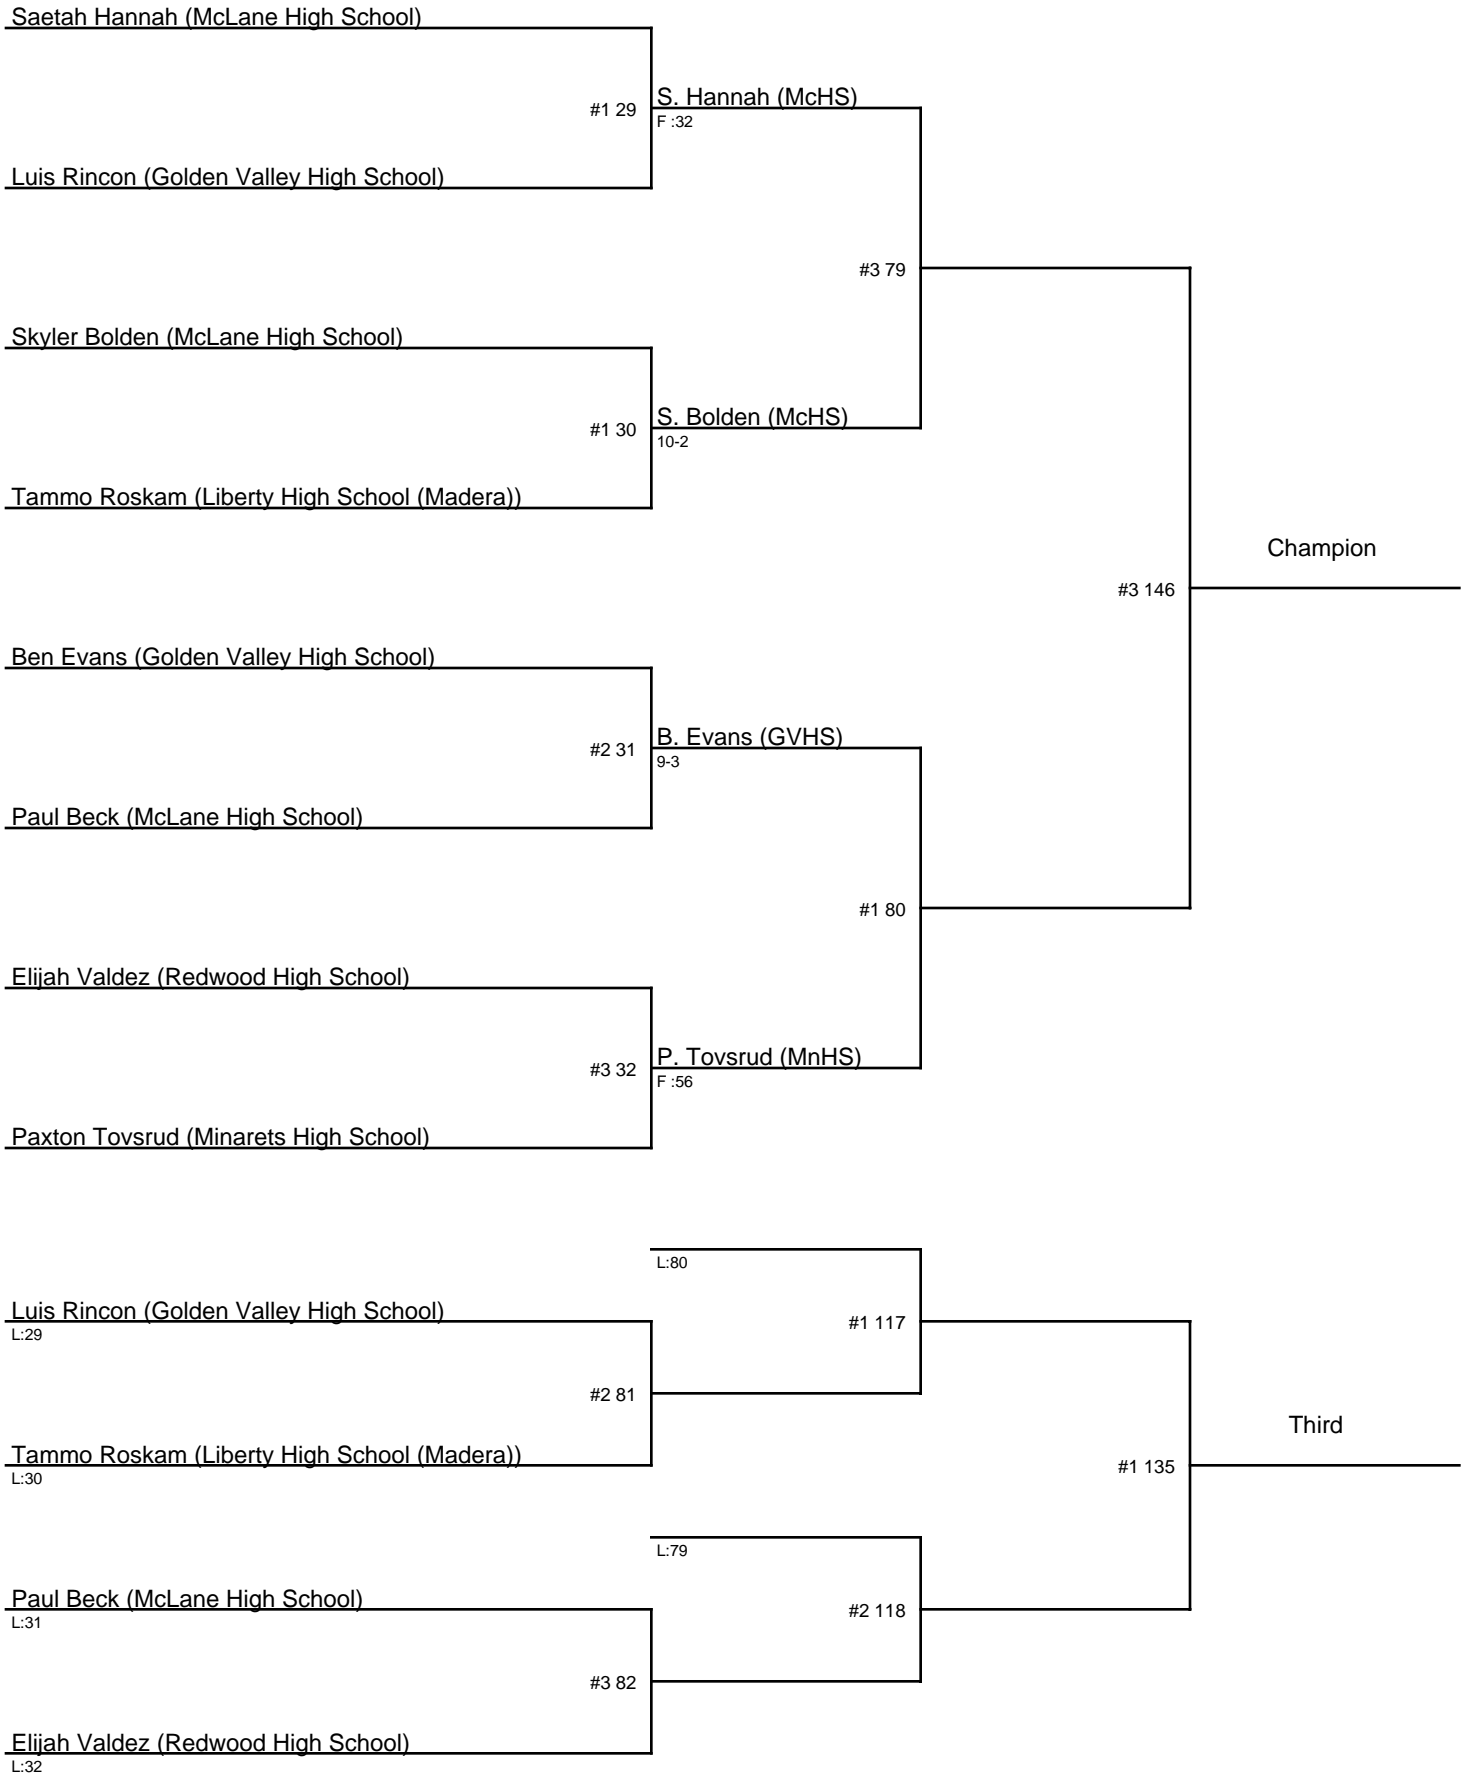 Saetah Hannah (McLane High School)
S. Hannah (McHS)
#1 29
F :32
Luis Rincon (Golden Valley High School)
#3 79
Skyler Bolden (McLane High School)
S. Bolden (McHS)
#1 30
10-2
Tammo Roskam (Liberty High School (Madera))
Champion
#3 146
Ben Evans (Golden Valley High School)
B. Evans (GVHS)
#2 31
9-3
Paul Beck (McLane High School)
#1 80
Elijah Valdez (Redwood High School)
P. Tovsrud (MnHS)
#3 32
F :56
Paxton Tovsrud (Minarets High School)
L:80
Luis Rincon (Golden Valley High School)
L:29
#1 117
#2 81
Tammo Roskam (Liberty High School (Madera))
L:30
Third
#1 135
L:79
Paul Beck (McLane High School)
L:31
#2 118
#3 82
Elijah Valdez (Redwood High School)
L:32